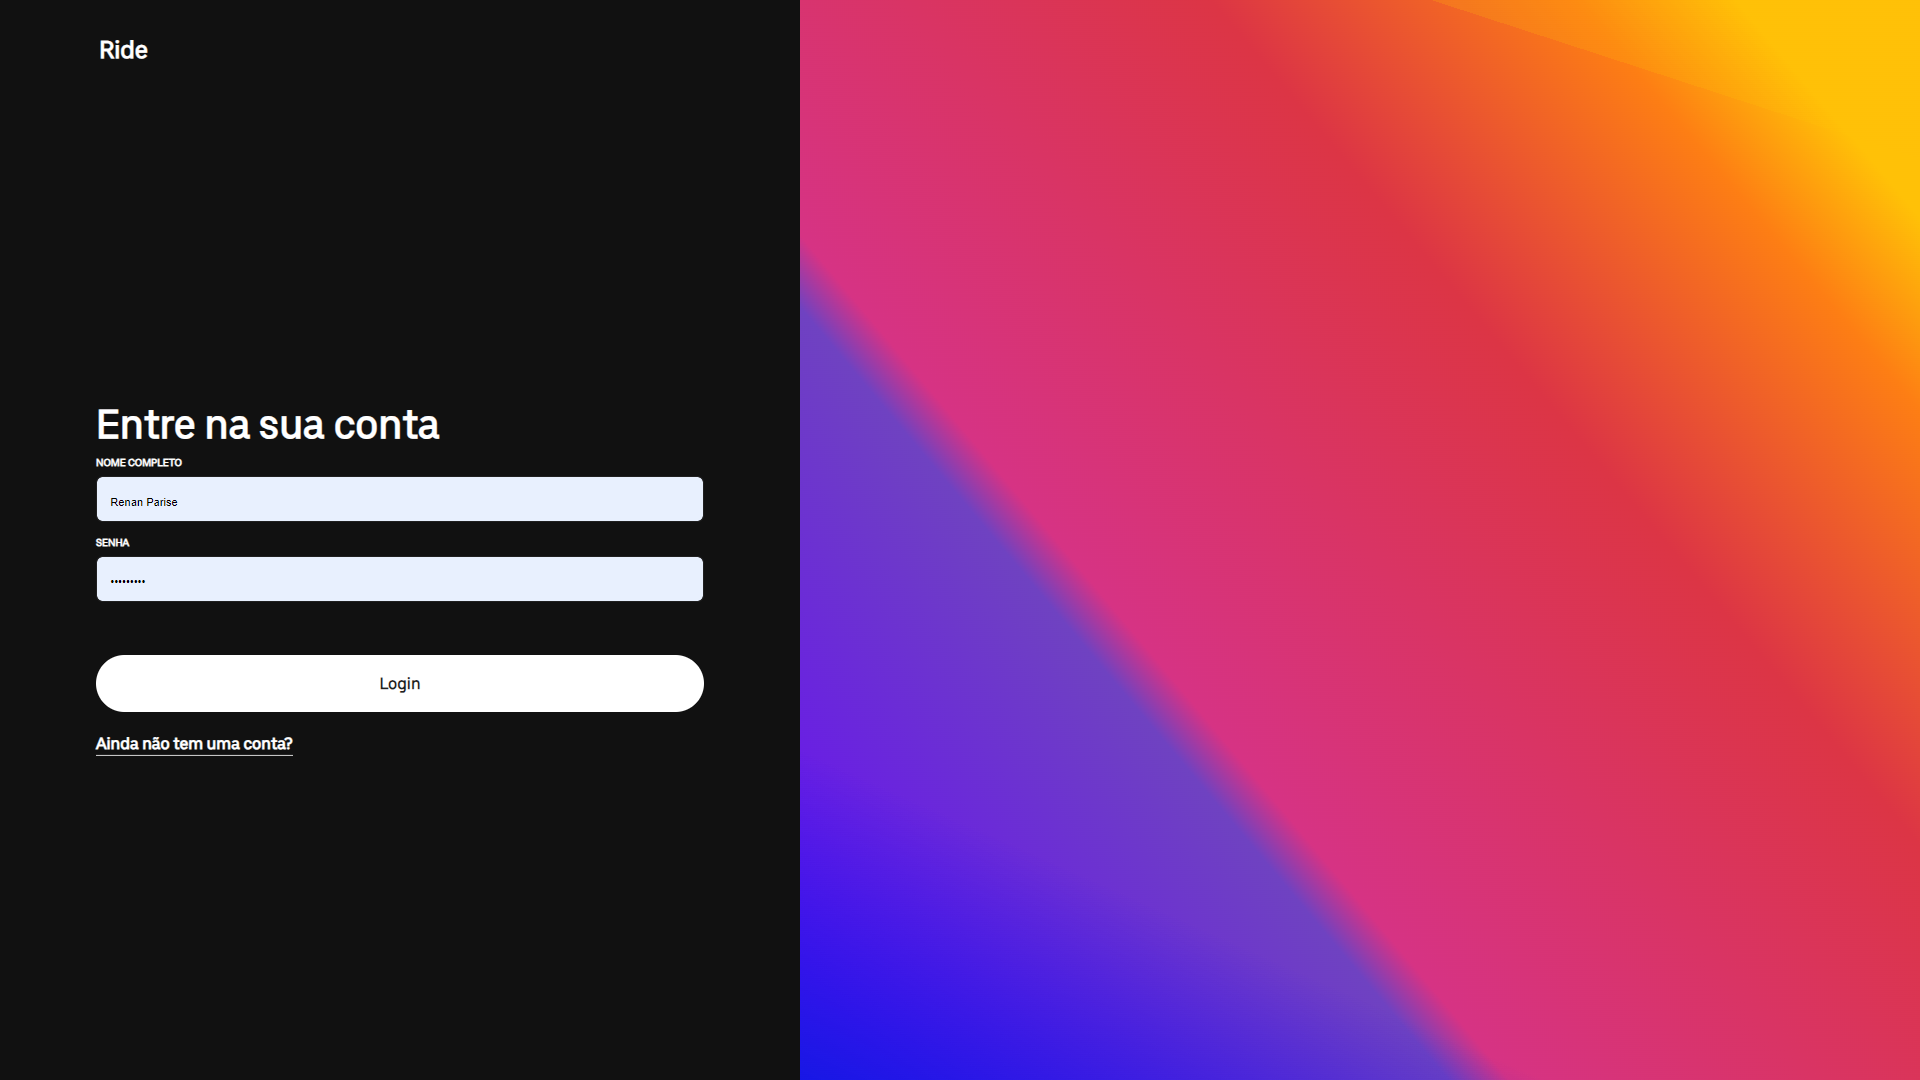 Ride
Entre na sua conta
NOME COMPLETO
Renan Parise
SENHA
•••••••••
Login
Ainda não tem uma conta?